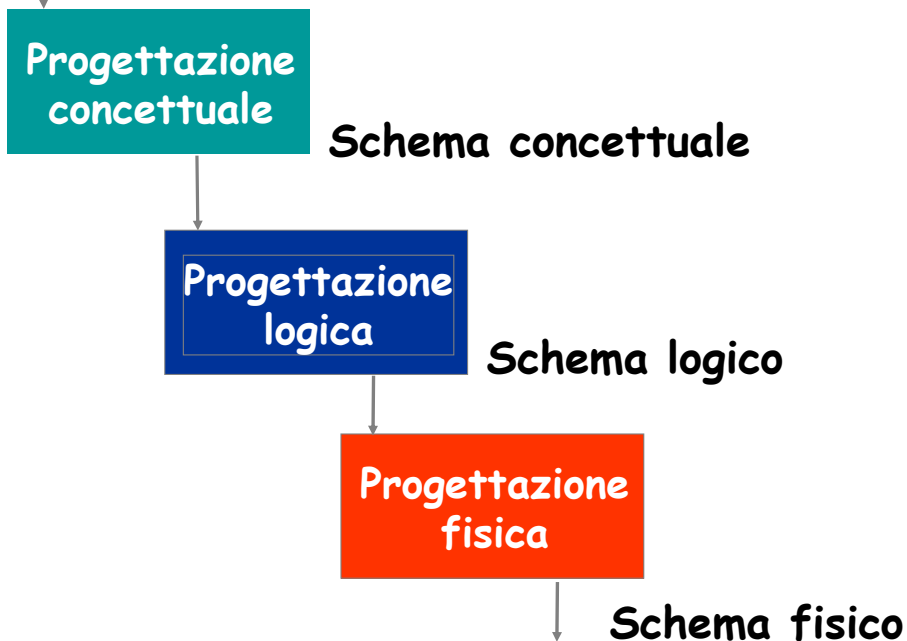 Progettazione
concettuale
Schema concettuale
Progettazione
logica
Schema logico
Progettazione
fisica
Schema fisico